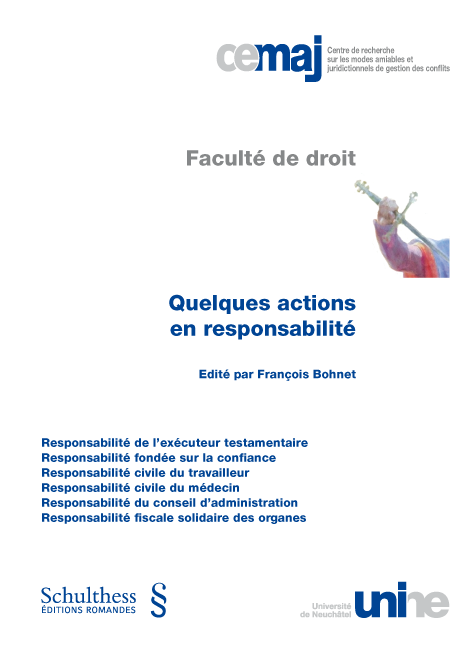 cemaj
Centre de recherche
sur les modes amiables et
juridictionnels de gestion des conflits
Faculté de droit
Quelques actions
en responsabilité
Edité par François Bohnet
Responsabilité de l'exécuteur testamentaire
Responsabilité fondée sur la confiance
Responsabilité civile du travailleur
Responsabilité civile du médecin
Responsabilité du conseil d'administration
Responsabilité fiscale solidaire des organes
Schulthess §
ÉDITIONS ROMANDES
Université
de Neuchâtel
unine